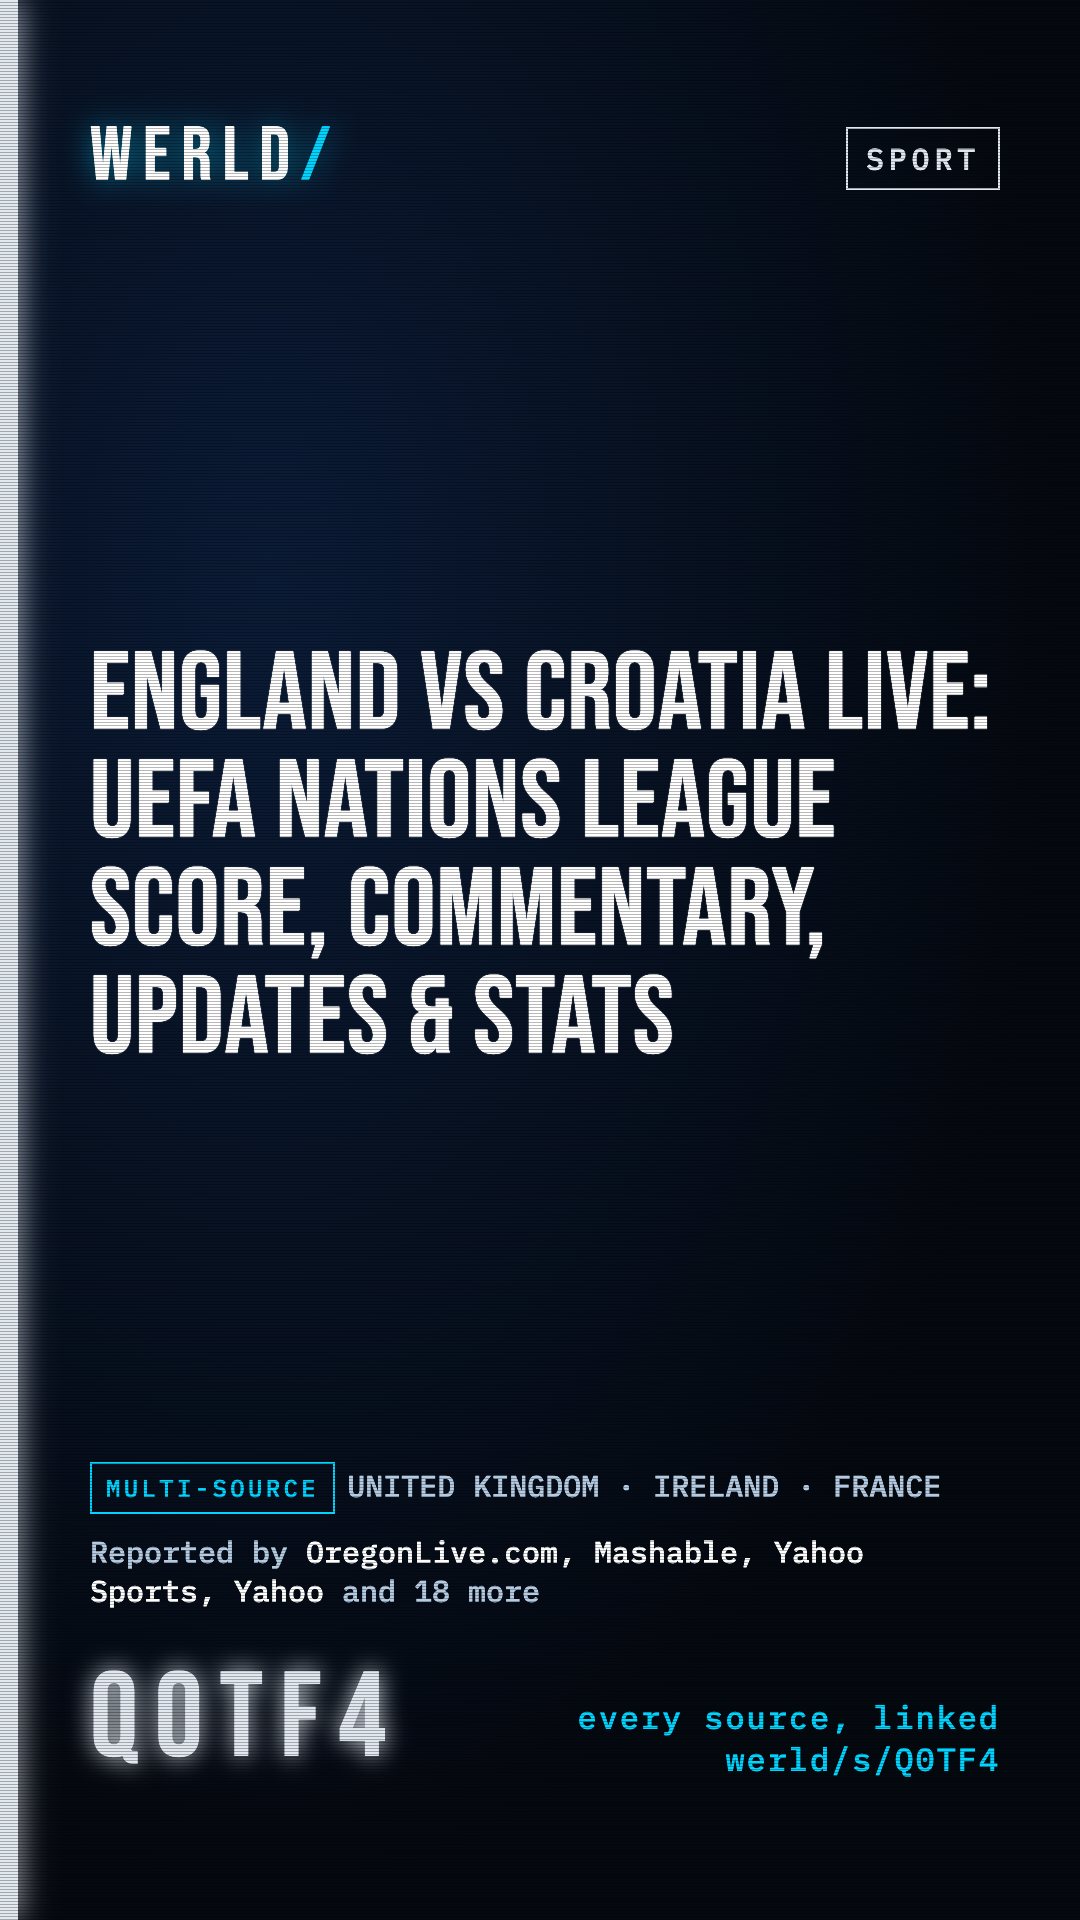 WERLD/
SPORT
ENGLAND VS CROATIA LIVE:
UEFA NATIONS LEAGUE
SCORE, COMMENTARY,
UPDATES & STATS
MULTI-SOURCE UNITED KINGDOM · IRELAND · FRANCE
Reported by OregonLive.com, Mashable, Yahoo
Sports, Yahoo and 18 more
Q0TF4
every source, linked
werld/s/Q0TF4